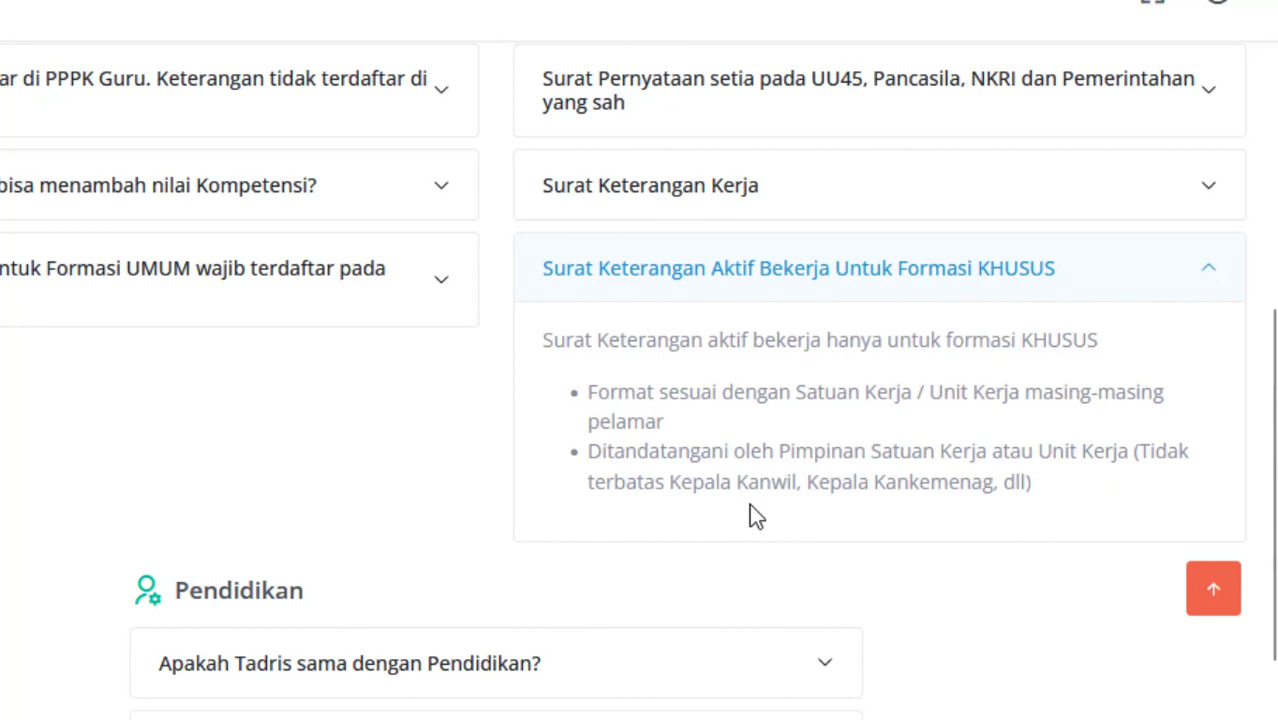 ar di PPPK Guru. Keterangan tidak terdaftar di
bisa menambah nilai Kompetensi?
ntuk Formasi UMUM wajib terdaftar pada
Surat Pernyataan setia pada UU45, Pancasila, NKRI dan Pemerintahan
yang sah
Surat Keterangan Kerja
Surat Keterangan Aktif Bekerja Untuk Formasi KHUSUS
Surat Keterangan aktif bekerja hanya untuk formasi KHUSUS
• Format sesuai dengan Satuan Kerja / Unit Kerja masing-masing
pelamar
• Ditandatangani oleh Pimpinan Satuan Kerja atau Unit Kerja (Tidak
terbatas Kepala Kanwil, Kepala Kankemenag, dll)
Pendidikan
Apakah Tadris sama dengan Pendidikan?